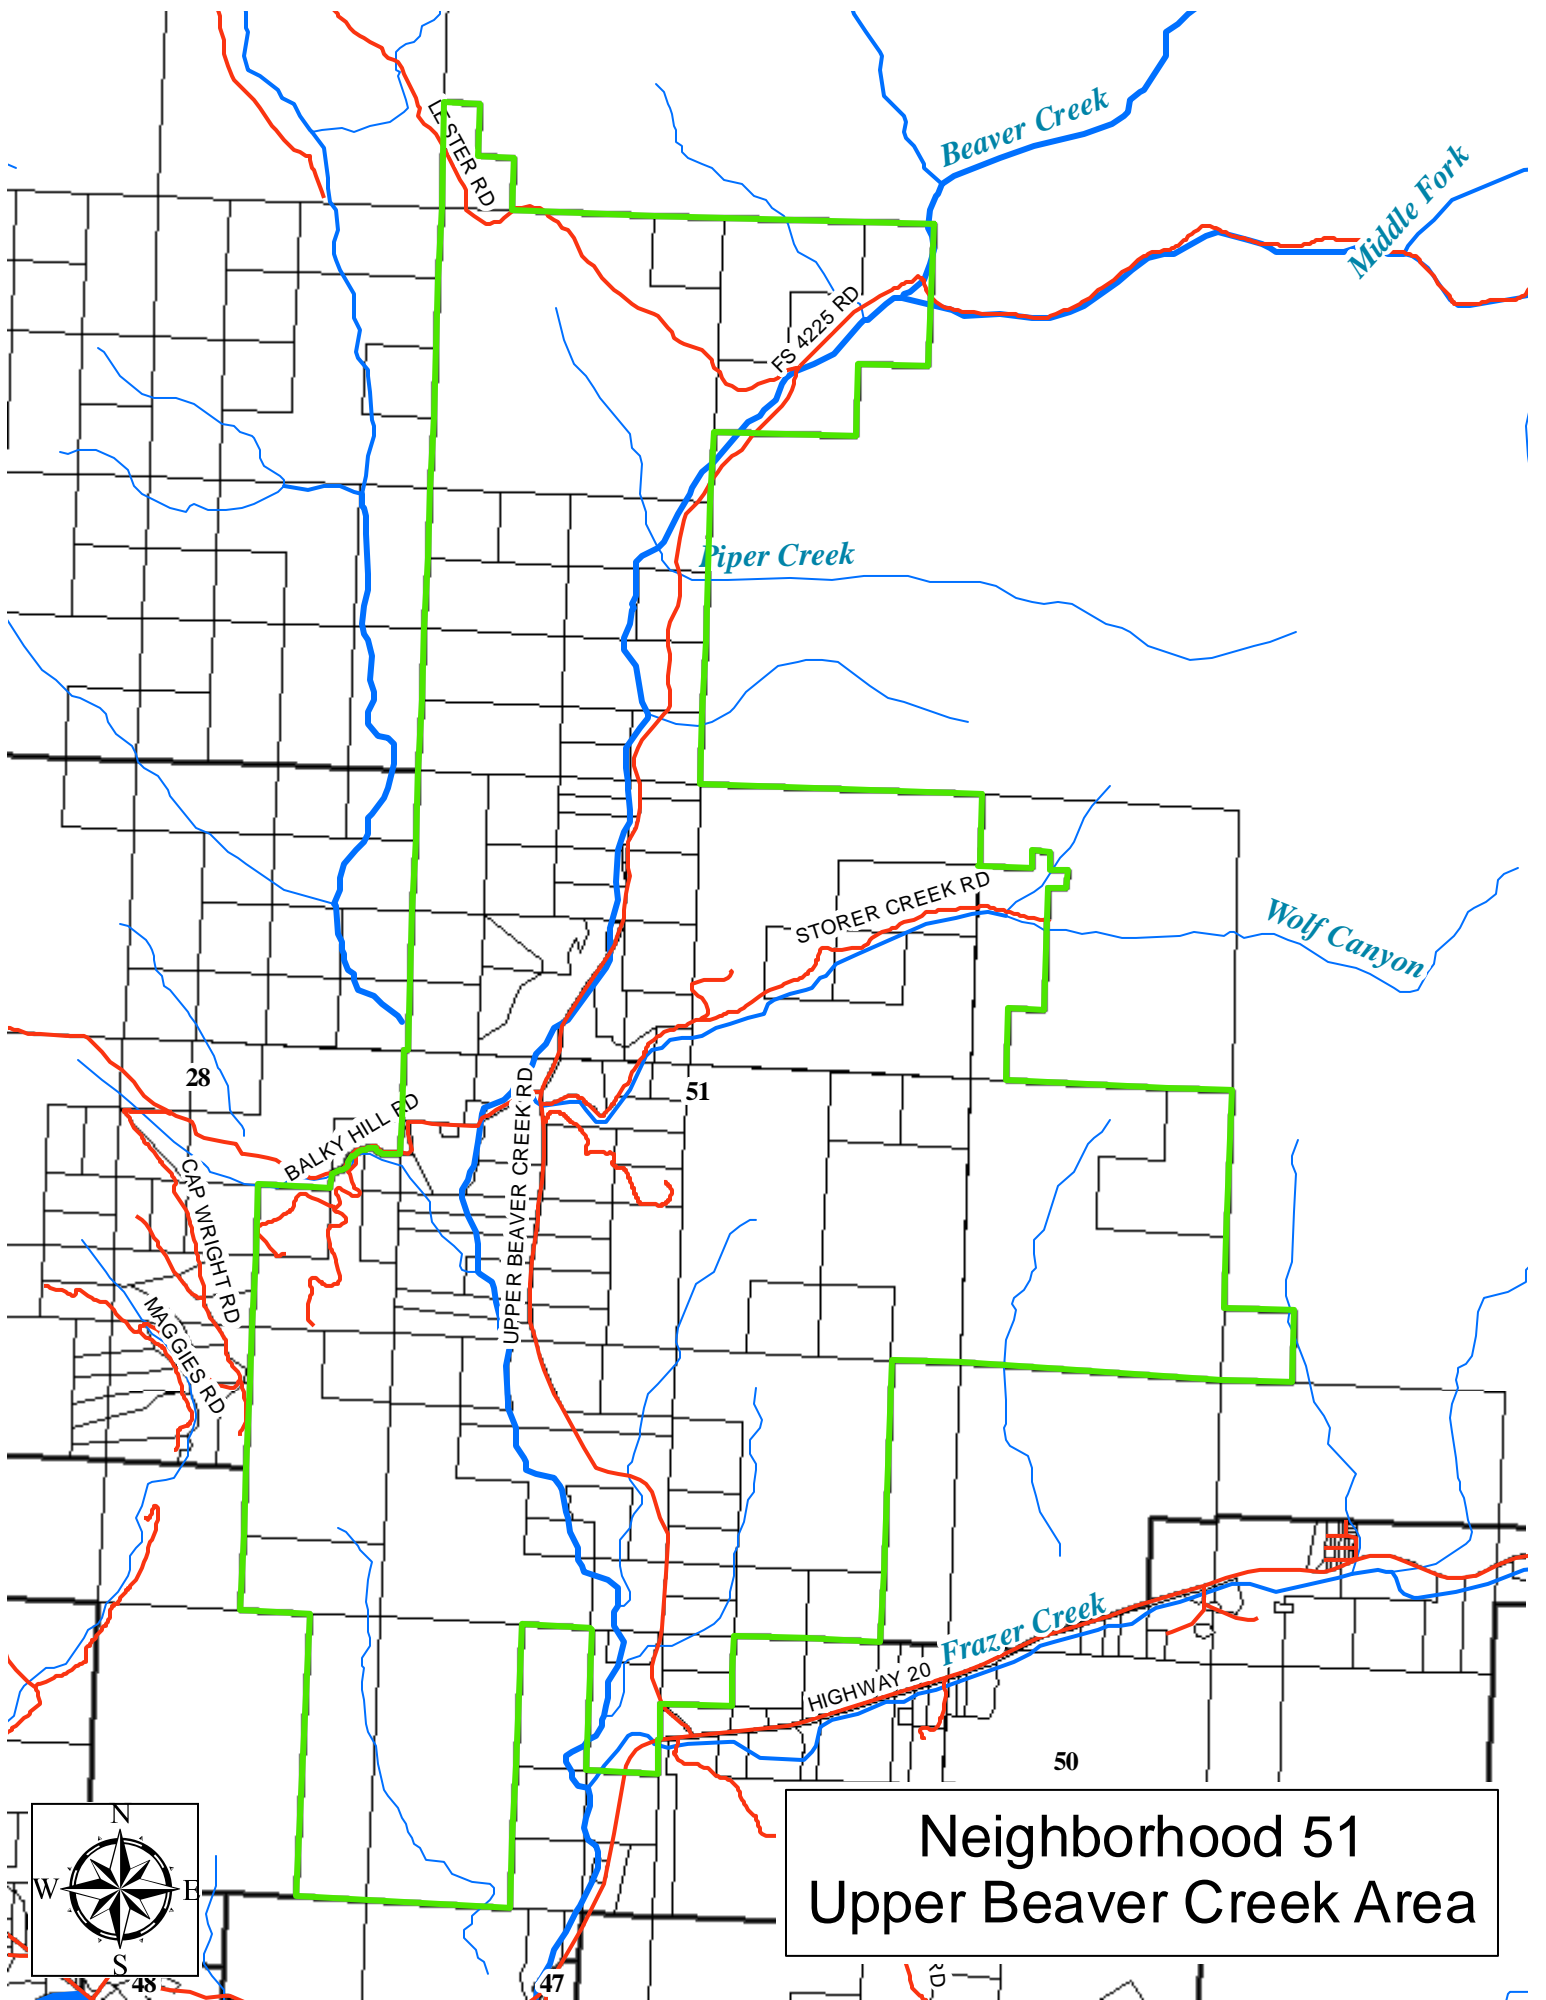 Beaver Creek
LESTER RD
Middle Fork
FS 4225 RD
Piper Creek
STORER CREEK RD
Wolf Canyon
28
51
BALKY HILL RD
UPPER BEAVER CREEK RD
CAP WRIGHT RD
MAGGIES RD
Frazer Creek
HIGHWAY 20
50
Neighborhood 51
Upper Beaver Creek Area
N
W
E
S
48
47
RD